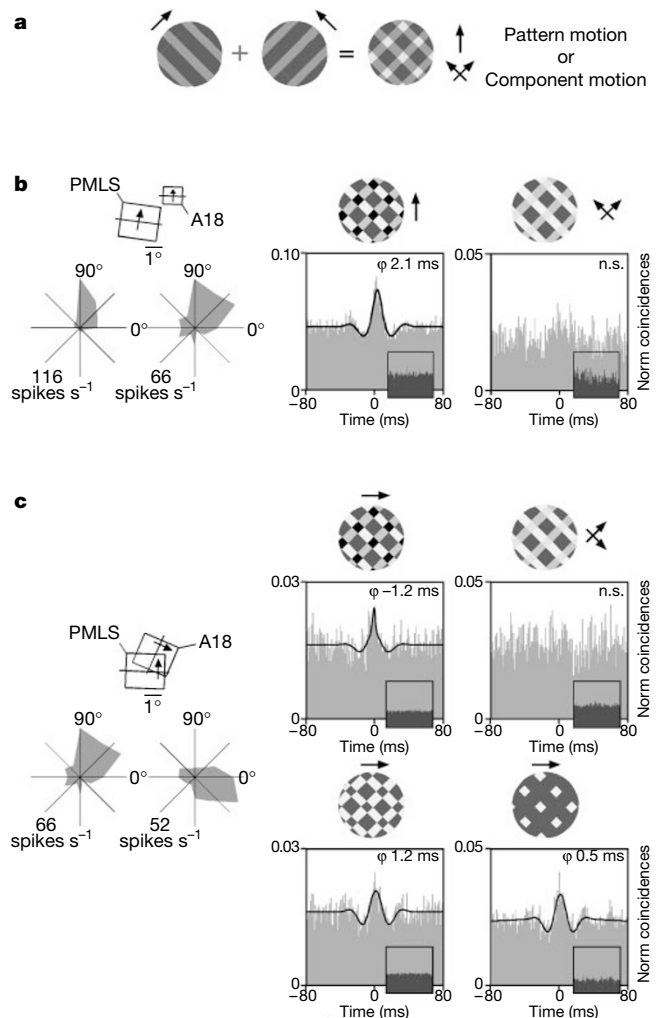 a
+
=
Pattern motion
or
Component motion
b
PMLS
A18
1°
90°
0°
116
spikes s⁻¹
90°
0°
66
spikes s⁻¹
0.10
φ 2.1 ms
0
−80
0
80
Time (ms)
0.05
n.s.
0
−80
0
80
Time (ms)
Norm coincidences
c
PMLS
A18
1°
90°
0°
66
spikes s⁻¹
90°
0°
52
spikes s⁻¹
0.03
φ −1.2 ms
0
−80
0
80
Time (ms)
0.05
n.s.
0
−80
0
80
Time (ms)
Norm coincidences
0.03
φ 1.2 ms
0
−80
0
80
Time (ms)
0.05
φ 0.5 ms
0
−80
0
80
Time (ms)
Norm coincidences